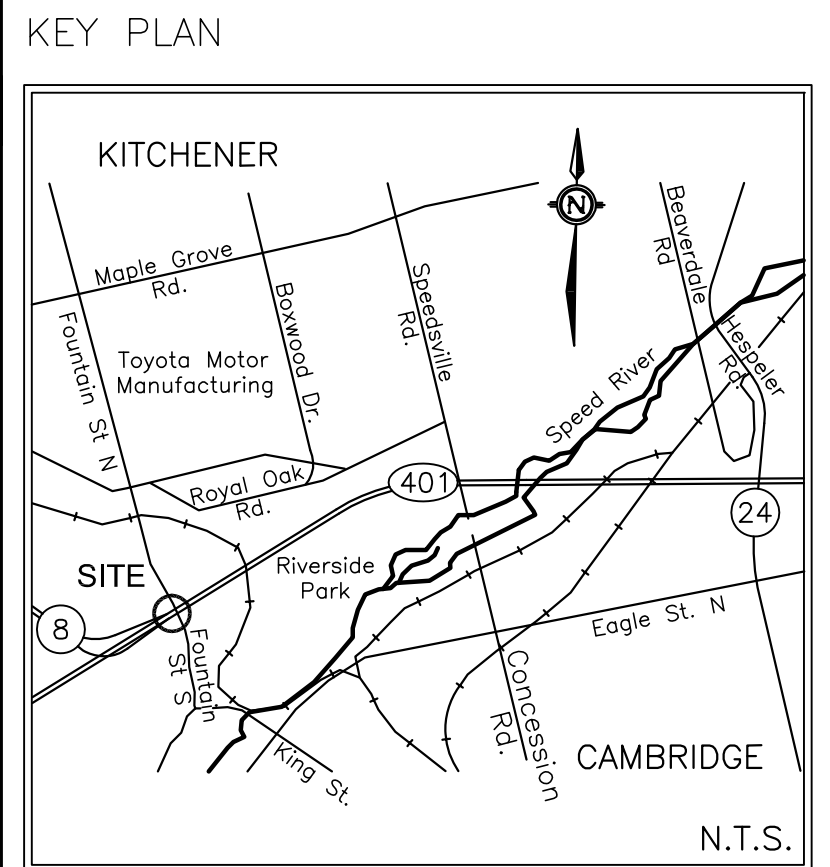 KEY PLAN
KITCHENER
N
Beaverdale
Rd
Maple Grove
Rd.
Boxwood Dr.
Speedsville
Rd.
Fountain St N
Toyota Motor
Manufacturing
Hespeler
Rd.
Speed River
Royal Oak
Rd.
401
24
SITE
Riverside
Park
8
Fountain
St S
Eagle St. N
Concession
Rd.
King St.
CAMBRIDGE
N.T.S.